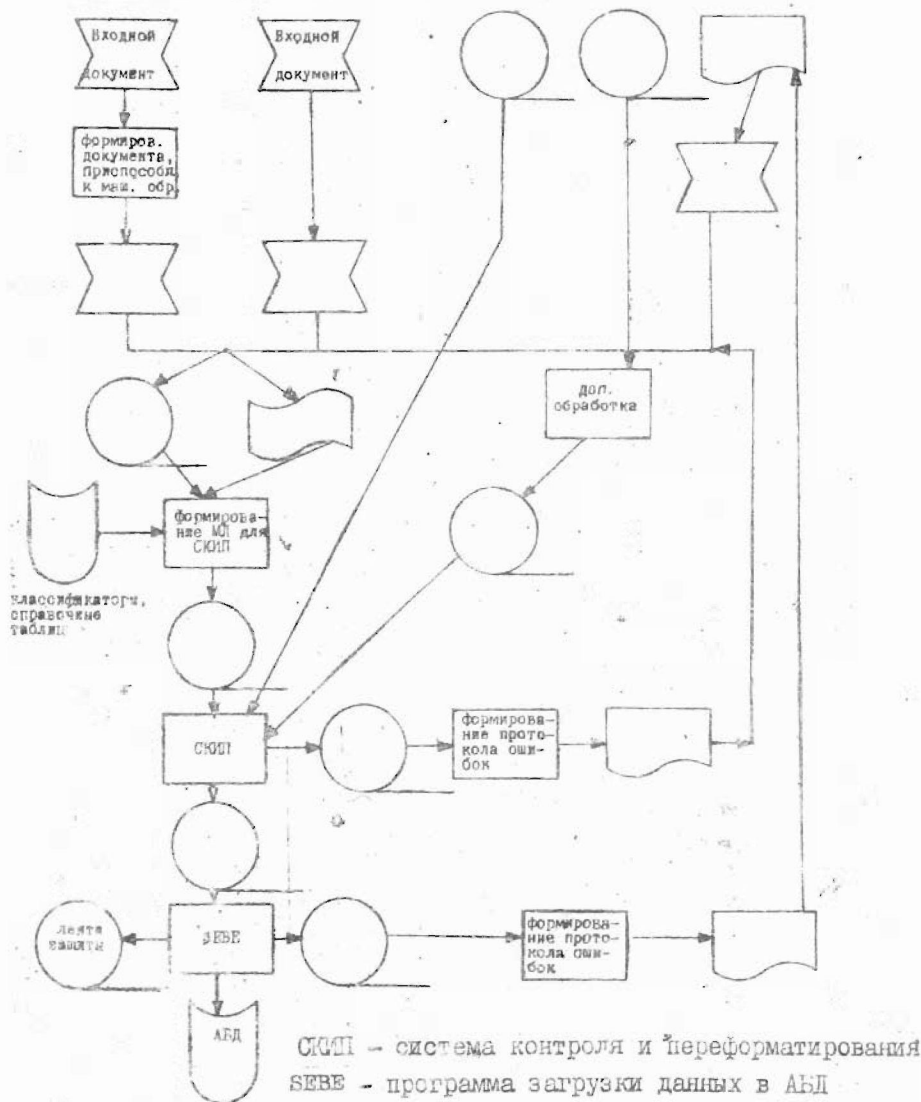 Входной
документ
Входной
документ
формиров.
документа,
приспособл.
к маш. обр.
доп.
обработка
формирова-
ние МЛ для
СКИП
классификаторы,
справочные
таблицы
СКИП
формирова-
ние прото-
кола оши-
бок
лента
защиты
SEBE
формирова-
ние прото-
кола оши-
бок
АБД
СКИП - система контроля и переформатирования
SEBE - программа загрузки данных в АБД